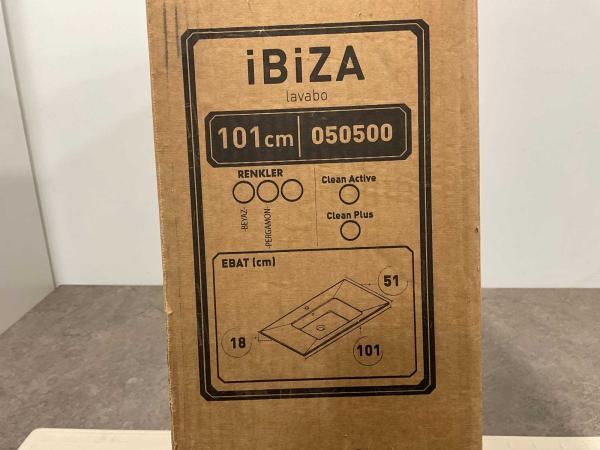 iBiZA
lavabo
101cm 050500
RENKLER
-BEYAZ-
-PERGAMON-
Clean Active
Clean Plus
EBAT (cm)
51
18
101